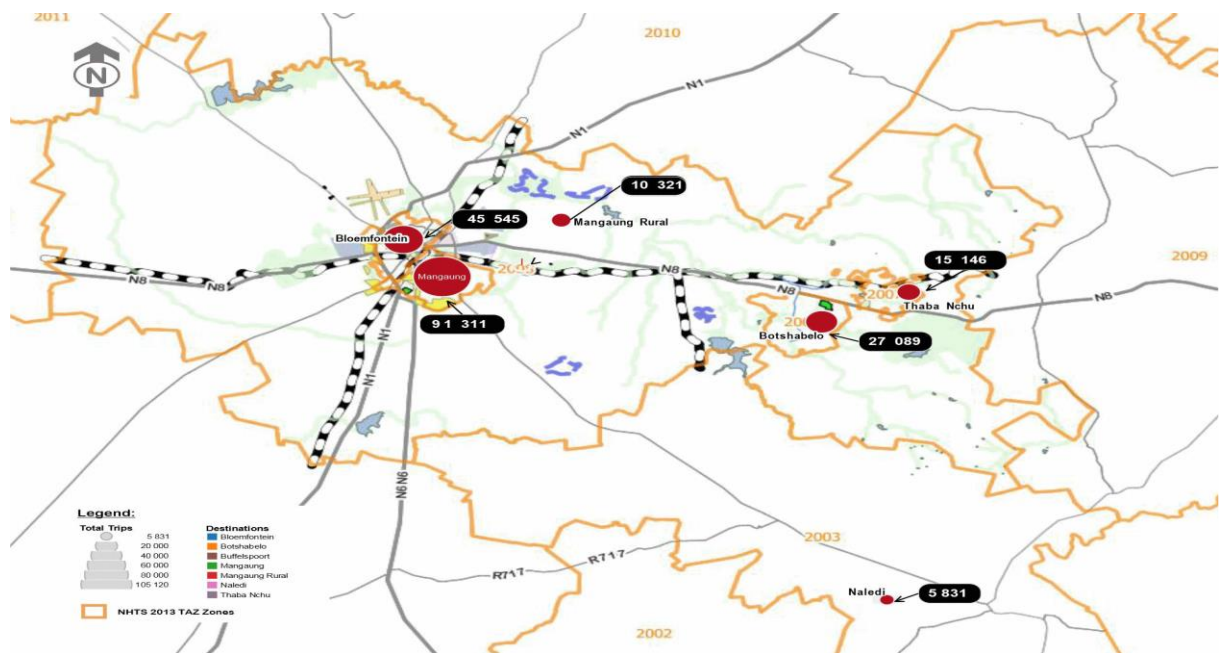 2011
2010
N
N1
10 321
Mangaung Rural
45 545
Bloemfontein
2009
15 146
N8
N8
Mangaung
N8
N8
Thaba Nchu
91 311
Botshabelo
27 089
N1
N1
N6
N6
Legend:
Total Trips
5 831
20 000
40 000
60 000
80 000
105 120
Destinations
Bloemfontein
Botshabelo
Buffelspoort
Mangaung
Mangaung Rural
Naledi
Thaba Nchu
NHTS 2013 TAZ Zones
2003
R717
R717
Naledi
5 831
2002